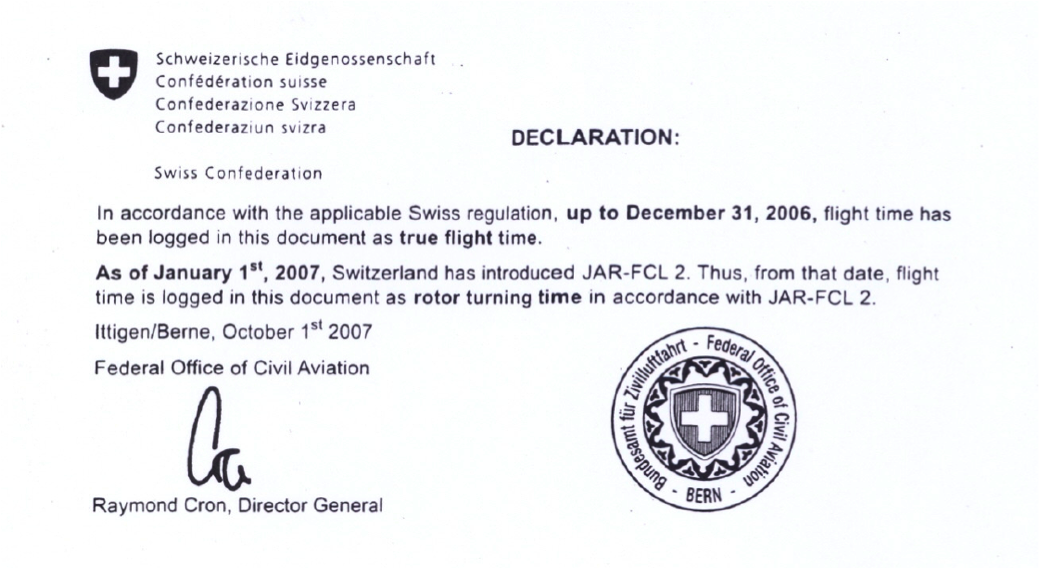 Schweizerische Eidgenossenschaft
Confédération suisse
Confederazione Svizzera
Confederaziun svizra
Swiss Confederation
DECLARATION:
In accordance with the applicable Swiss regulation, up to December 31, 2006, flight time has
been logged in this document as true flight time.
As of January 1st, 2007, Switzerland has introduced JAR-FCL 2. Thus, from that date, flight
time is logged in this document as rotor turning time in accordance with JAR-FCL 2.
Ittigen/Berne, October 1st 2007
Federal Office of Civil Aviation
Raymond Cron, Director General
Bundesamt für Zivilluftfahrt - Federal Office of Civil Aviation
- BERN -